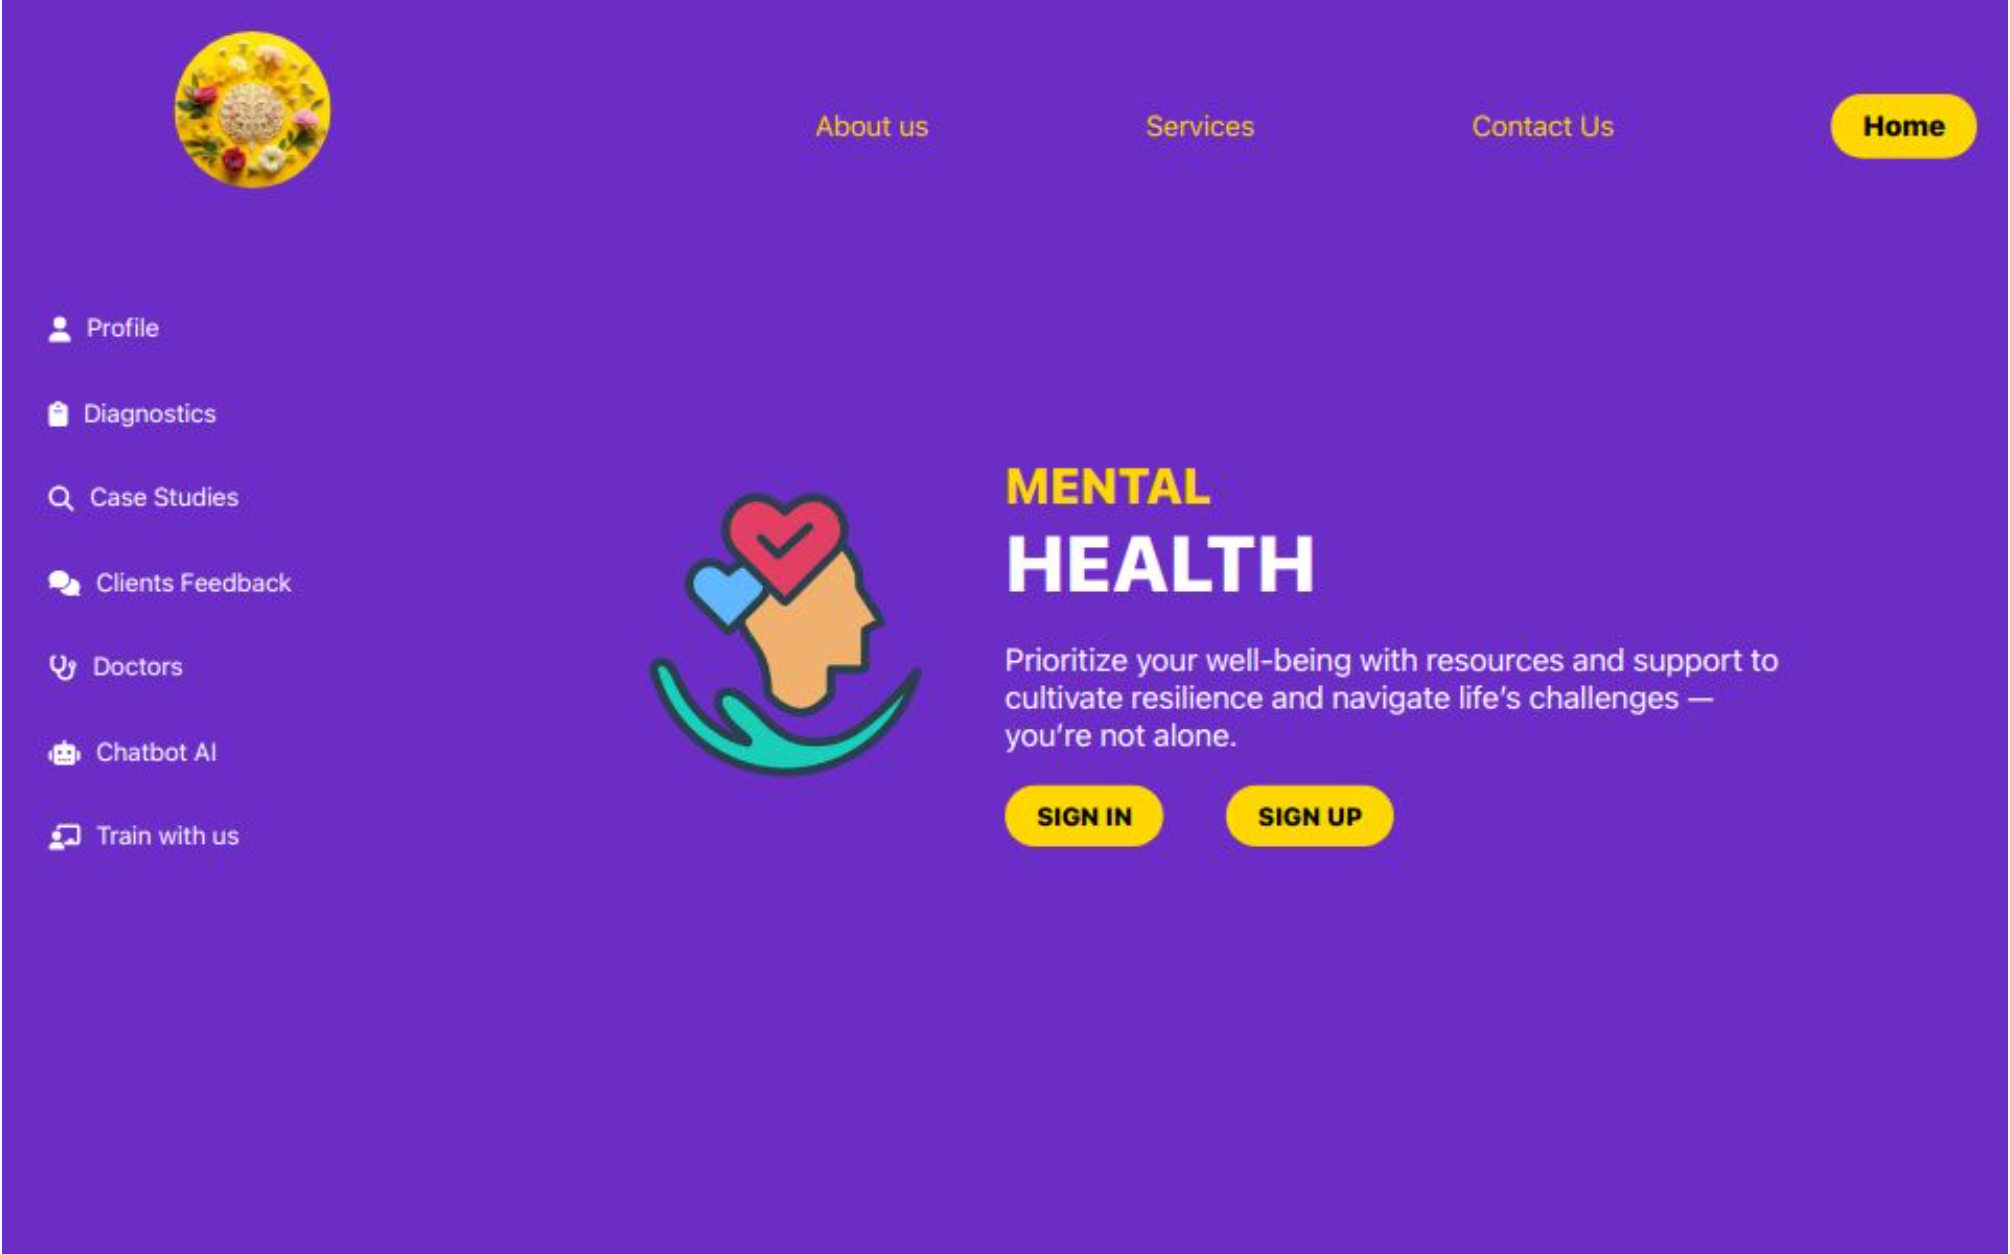 About us
Services
Contact Us
Home
Profile
Diagnostics
Case Studies
Clients Feedback
Doctors
Chatbot AI
Train with us
MENTAL
HEALTH
Prioritize your well-being with resources and support to
cultivate resilience and navigate life’s challenges —
you’re not alone.
SIGN IN
SIGN UP